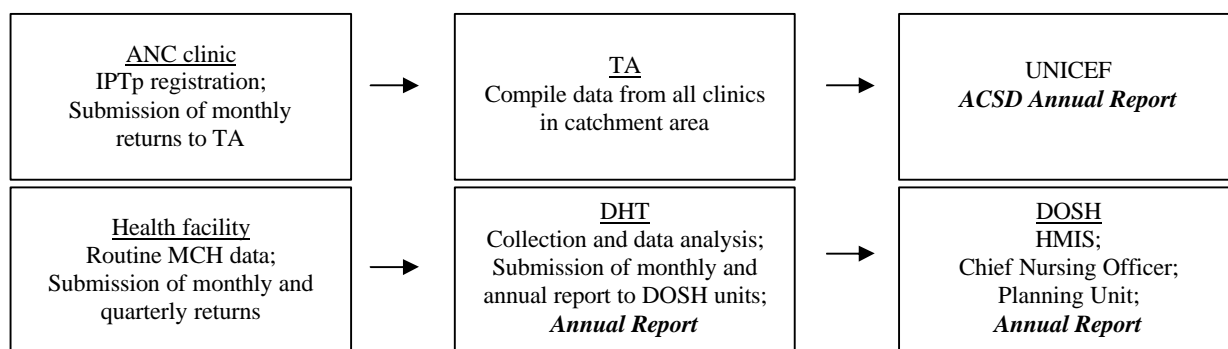 ANC clinic
IPTp registration;
Submission of monthly
returns to TA
TA
Compile data from all clinics
in catchment area
UNICEF
ACSD Annual Report
Health facility
Routine MCH data;
Submission of monthly and
quarterly returns
DHT
Collection and data analysis;
Submission of monthly and
annual report to DOSH units;
Annual Report
DOSH
HMIS;
Chief Nursing Officer;
Planning Unit;
Annual Report